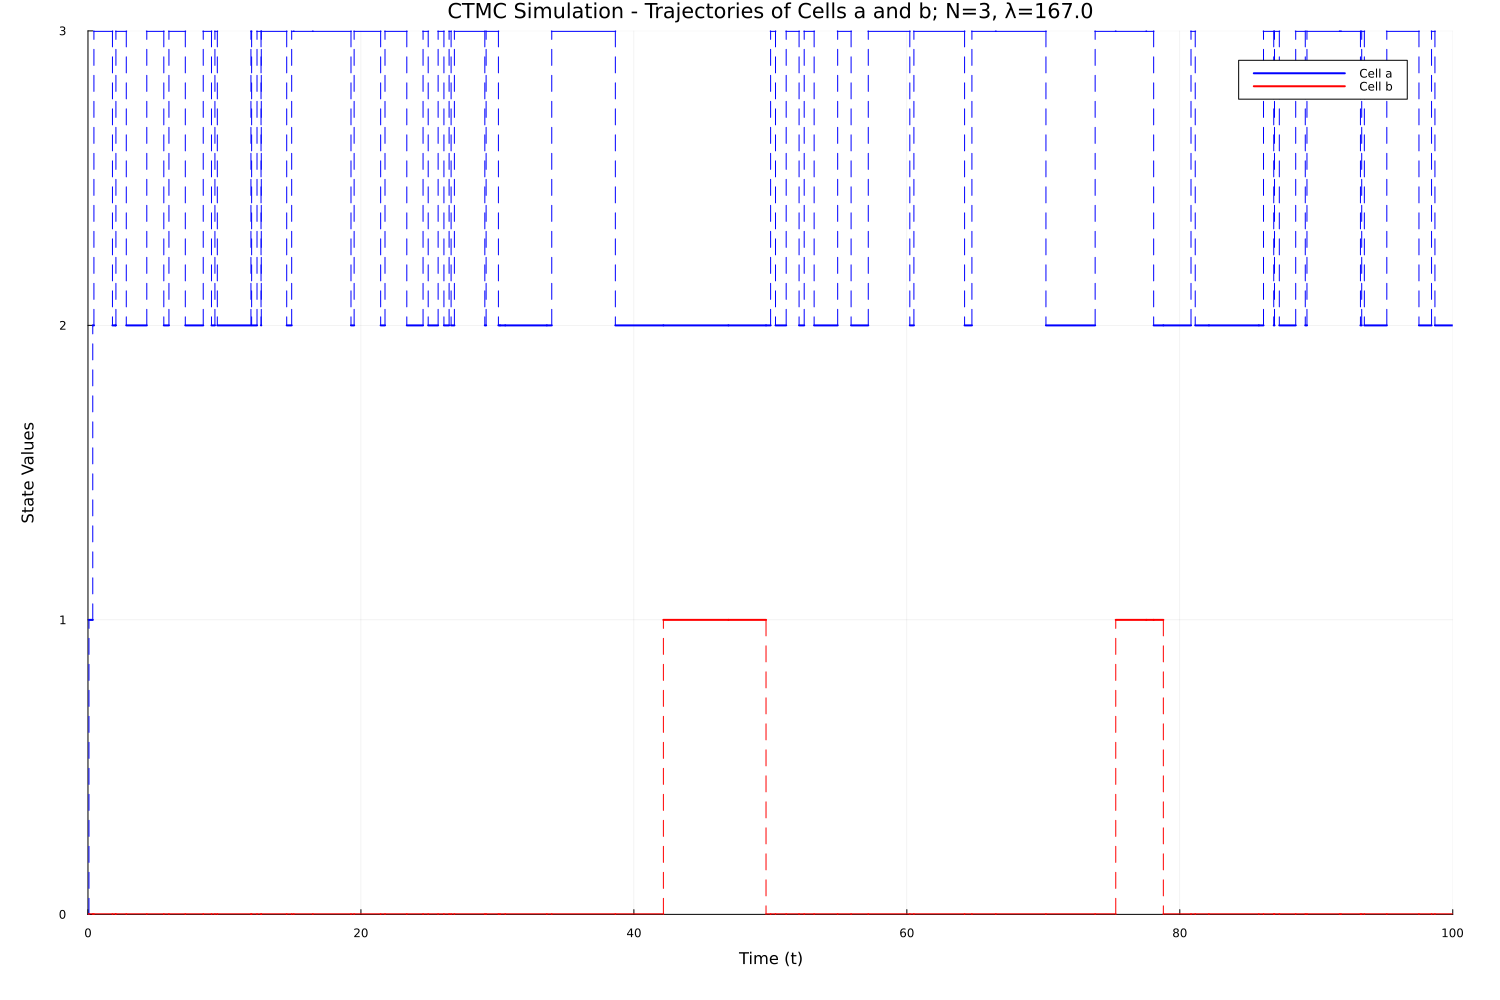 CTMC Simulation - Trajectories of Cells a and b; N=3, λ=167.0
3
Cell a
Cell b
2
State Values
1
0
0 20 40 60 80 100
Time (t)